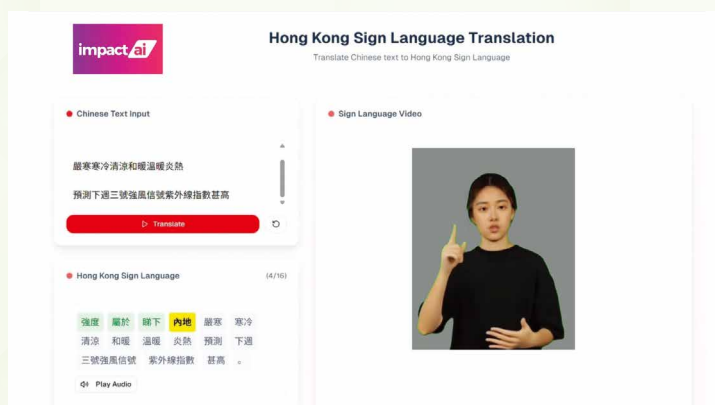 impact ai
Hong Kong Sign Language Translation
Translate Chinese text to Hong Kong Sign Language
Chinese Text Input
嚴寒寒冷清涼和暖溫暖炎熱
預測下週三號強風信號紫外線指數甚高
Translate
Hong Kong Sign Language
(4/16)
強度 屬於 睇下 內地 嚴寒 寒冷
清涼 和暖 溫暖 炎熱 預測 下週
三號強風信號 紫外線指數 甚高 。
Play Audio
Sign Language Video